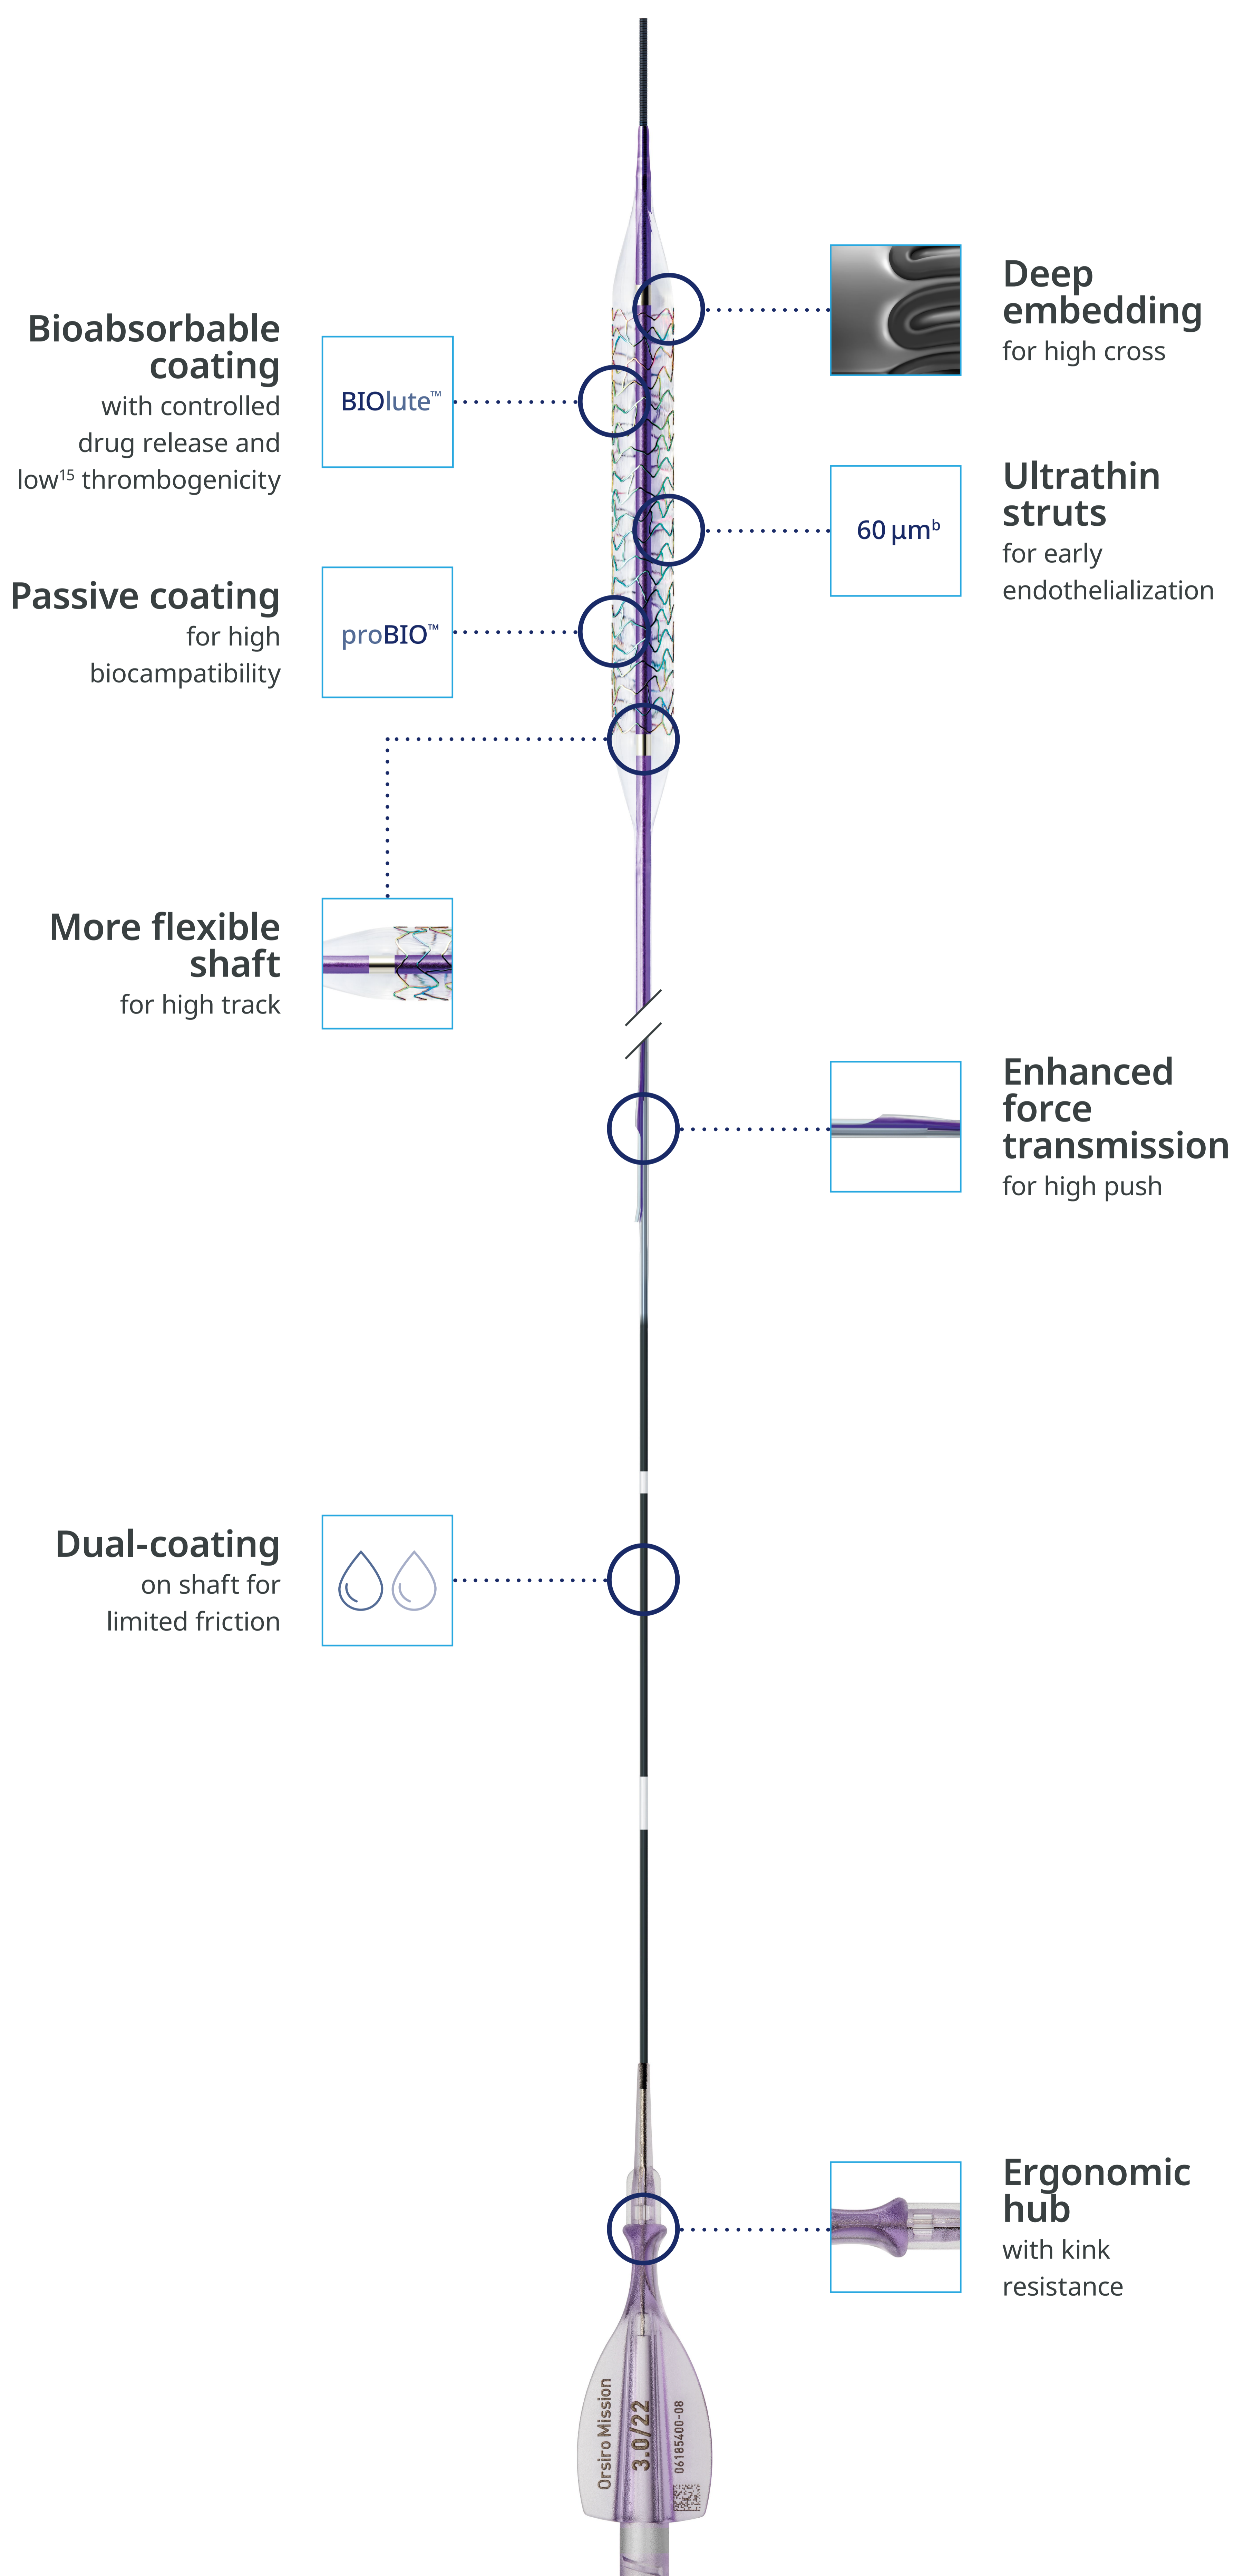 Deep
embedding
for high cross
Bioabsorbable
coating
with controlled
drug release and
low15 thrombogenicity
BIOlute™
Ultrathin
struts
for early
endothelialization
60 µmb
Passive coating
for high
biocampatibility
proBIO™
More flexible
shaft
for high track
Enhanced
force
transmission
for high push
Dual-coating
on shaft for
limited friction
Ergonomic
hub
with kink
resistance
Orsiro Mission
3.0/22
06185400-08